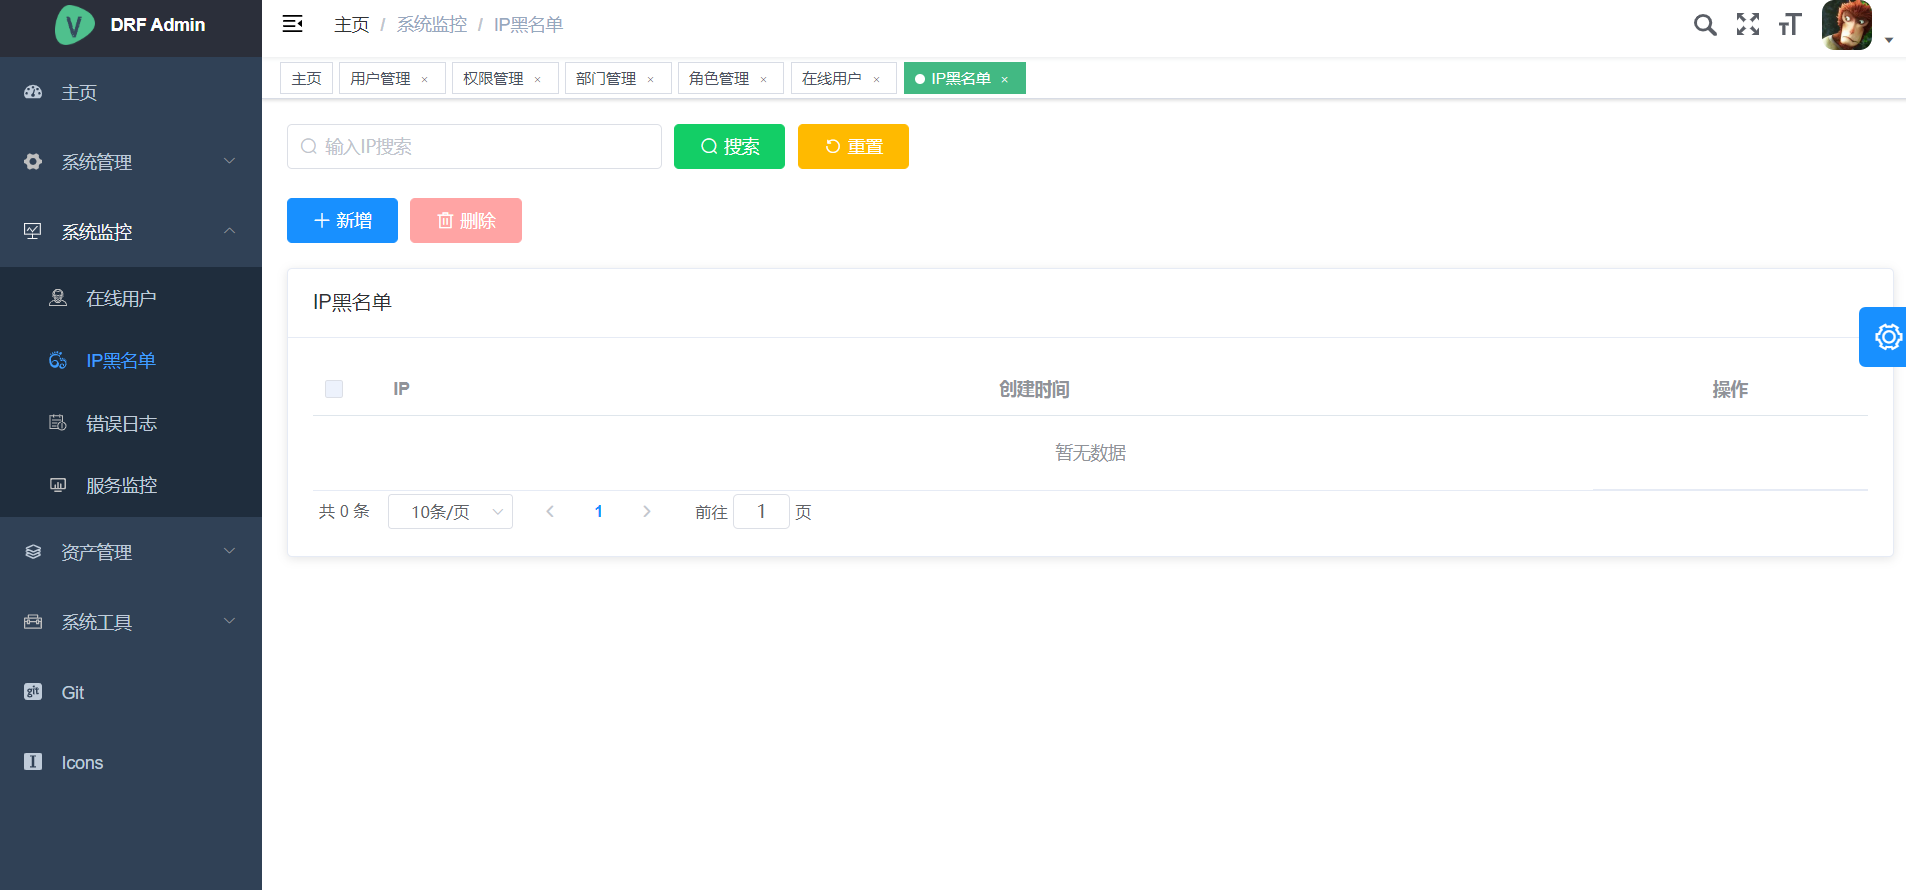 DRF Admin
主页 / 系统监控 / IP黑名单
主页
用户管理 ×
权限管理 ×
部门管理 ×
角色管理 ×
在线用户 ×
IP黑名单 ×
主页
系统管理
系统监控
在线用户
IP黑名单
错误日志
服务监控
资产管理
系统工具
git Git
Icons
输入IP搜索
搜索
重置
新增
删除
IP黑名单
IP 创建时间 操作
暂无数据
共 0 条 10条/页 1 前往 1 页